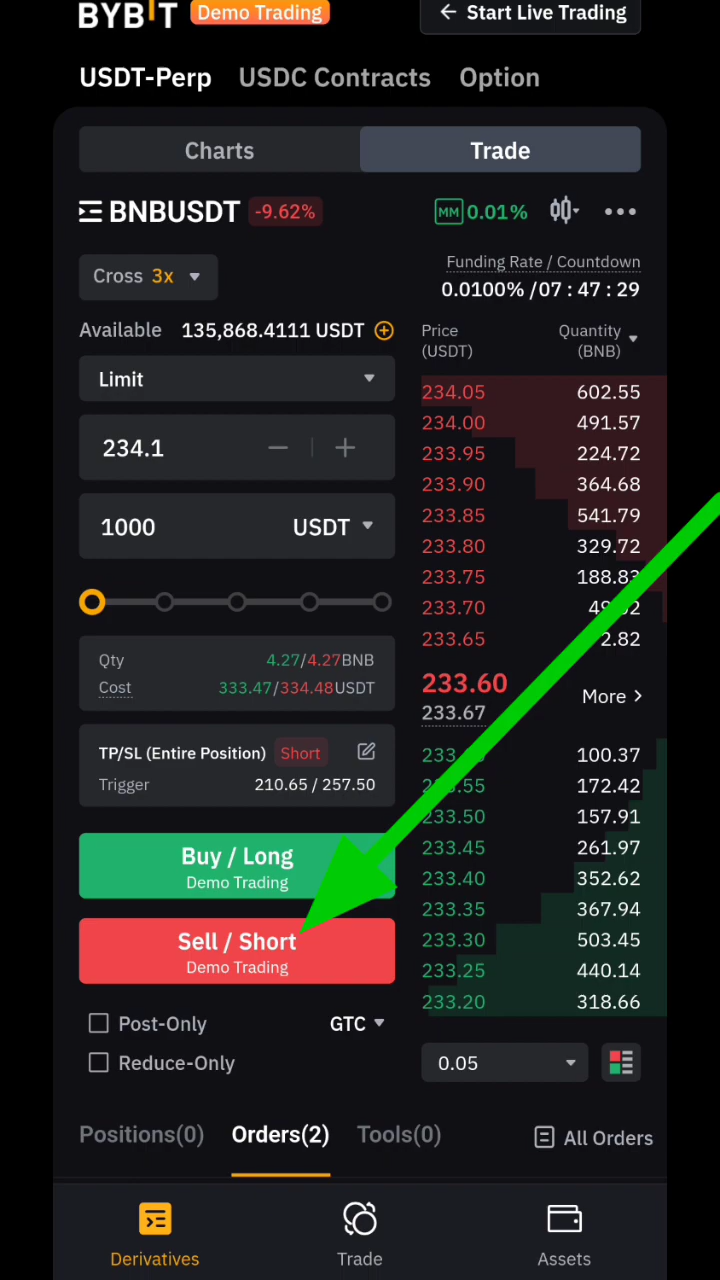 BYBIT Demo Trading
← Start Live Trading
USDT-Perp USDC Contracts Option
Charts Trade
BNBUSDT -9.62% MM 0.01%
Funding Rate / Countdown
Cross 3x
0.0100% /07 : 47 : 29
Available 135,868.4111 USDT
Price Quantity
(USDT) (BNB)
Limit
234.1
1000 USDT
Qty 4.27/4.27BNB
Cost 333.47/334.48USDT
TP/SL (Entire Position) Short
Trigger 210.65 / 257.50
Buy / Long
Demo Trading
Sell / Short
Demo Trading
Post-Only GTC
Reduce-Only
234.05 602.55
234.00 491.57
233.95 224.72
233.90 364.68
233.85 541.79
233.80 329.72
233.75 188.83
233.70
233.65 2.82
233.60
233.67
More >
100.37
172.42
233.50 157.91
233.45 261.97
233.40 352.62
233.35 367.94
233.30 503.45
233.25 440.14
233.20 318.66
0.05
Positions(0) Orders(2) Tools(0) All Orders
Derivatives Trade Assets